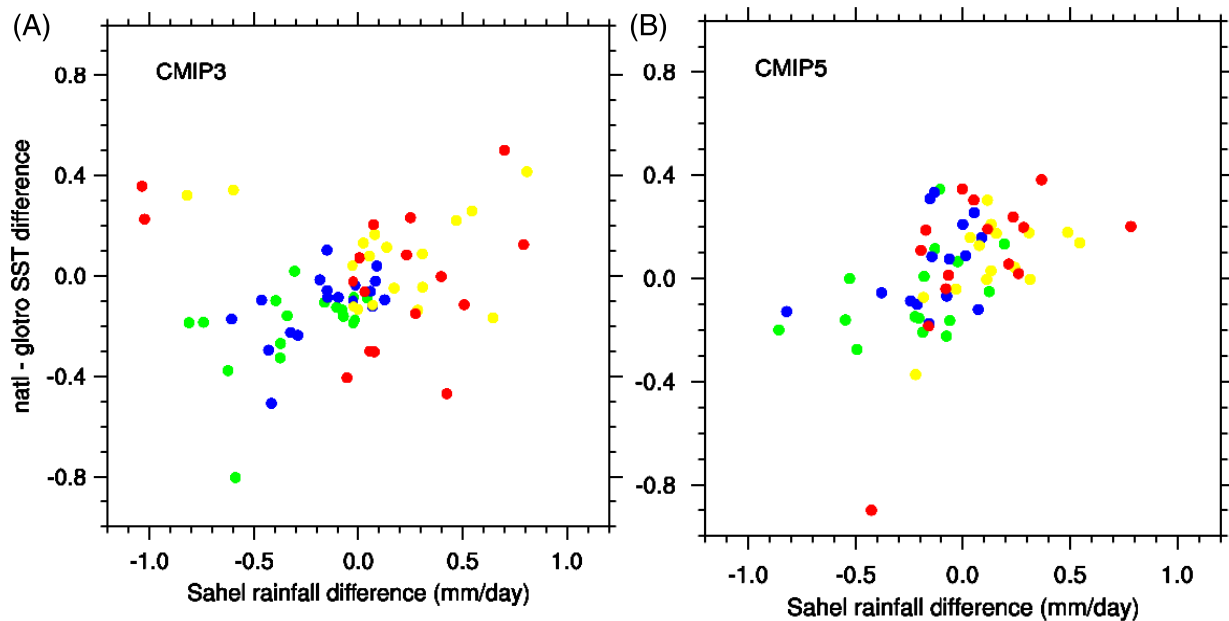 (A)
CMIP3
natl - glotro SST difference
0.8
0.4
0.0
-0.4
-0.8
-1.0 -0.5 0.0 0.5 1.0
Sahel rainfall difference (mm/day)
(B)
CMIP5
0.8
0.4
0.0
-0.4
-0.8
-1.0 -0.5 0.0 0.5 1.0
Sahel rainfall difference (mm/day)